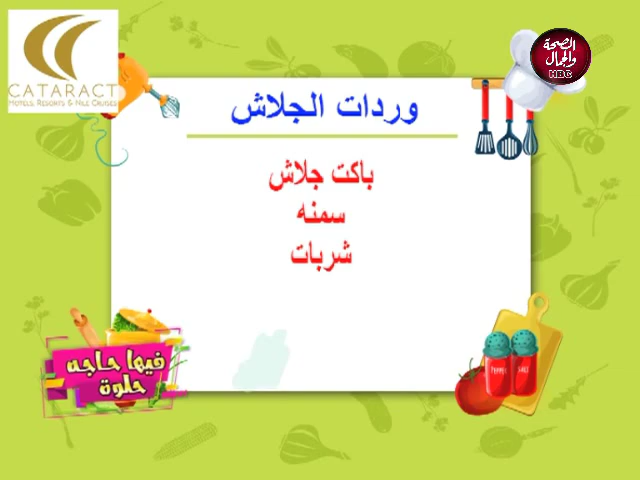 CATARACT
HOTELS, RESORTS & NILE CRUISES
الصحة
والجمال
HBC
وردات الجلاش
باكت جلاش
سمنه
شربات
فيها حاجه
حلوة
PEPPER
SALT